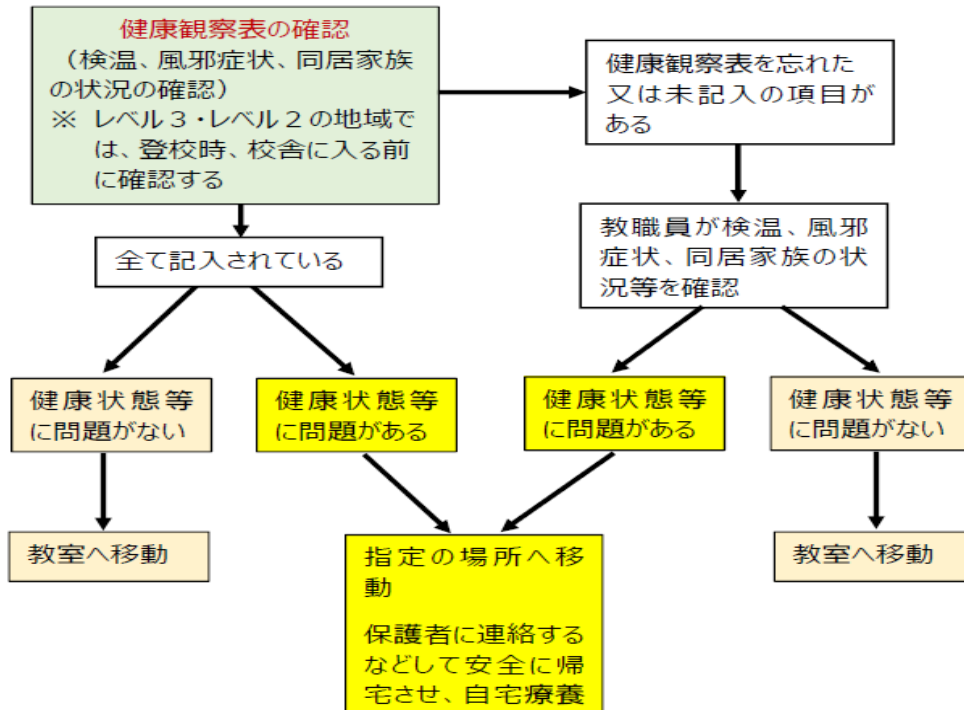 健康観察表の確認
（検温、風邪症状、同居家族
の状況の確認）
※ レベル３・レベル２の地域で
は、登校時、校舎に入る前
に確認する
健康観察表を忘れた
又は未記入の項目が
ある
全て記入されている
教職員が検温、風邪
症状、同居家族の状
況等を確認
健康状態等
に問題がない
健康状態等
に問題がある
健康状態等
に問題がある
健康状態等
に問題がない
教室へ移動
指定の場所へ移
動
保護者に連絡する
などして安全に帰
宅させ、自宅療養
教室へ移動